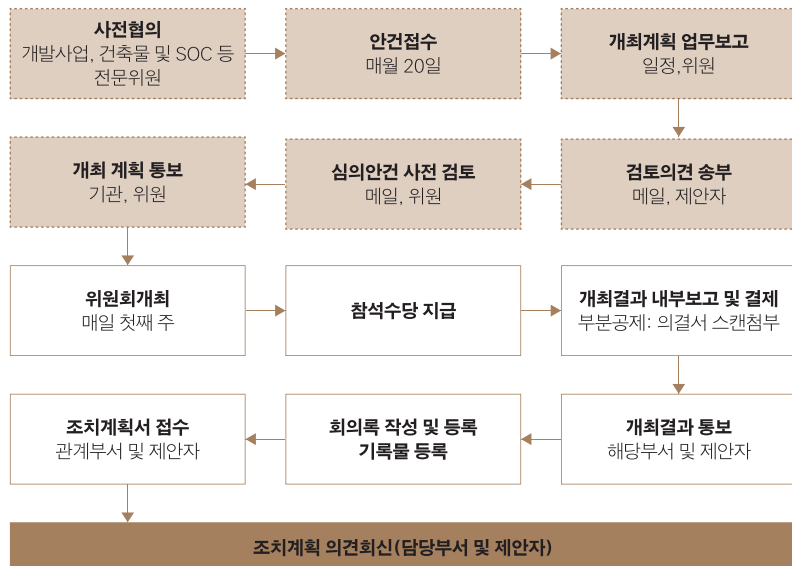 사전협의
개발사업, 건축물 및 SOC 등
전문위원
안건접수
매월 20일
개최계획 업무보고
일정,위원
검토의견 송부
메일, 제안자
심의안건 사전 검토
메일, 위원
개최 계획 통보
기관, 위원
위원회개최
매일 첫째 주
참석수당 지급
개최결과 내부보고 및 결제
부분공제: 의결서 스캔첨부
개최결과 통보
해당부서 및 제안자
회의록 작성 및 등록
기록물 등록
조치계획서 접수
관계부서 및 제안자
조치계획 의견회신(담당부서 및 제안자)